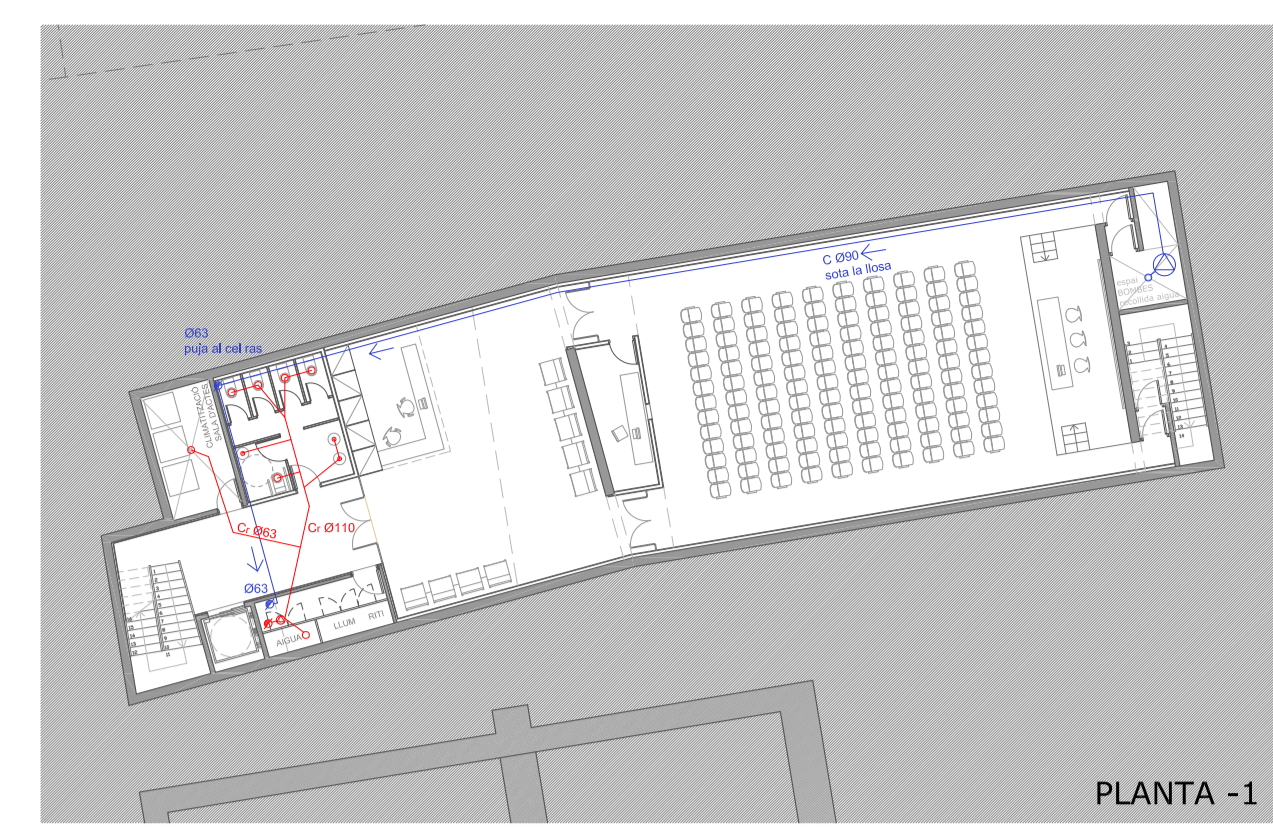 C Ø90
sota la llosa
espai
BOMBES
recollida aigua
Ø63
puja al cel ras
CLIMATITZACIÓ
SALA D'ACTES
Cr Ø63
Cr Ø110
Ø63
AIGUA
LLUM
RITI
PLANTA -1